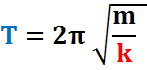 T = 2π √(m/k)